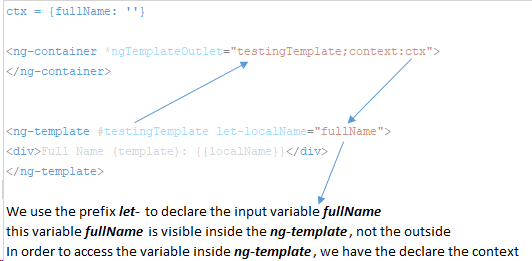 ctx = {fullName: ''}
<ng-container *ngTemplateOutlet="testingTemplate;context:ctx">
</ng-container>
<ng-template #testingTemplate let-localName="fullName">
<div>Full Name (template): {{localName}}</div>
</ng-template>
We use the prefix let- to declare the input variable fullName
this variable fullName is visible inside the ng-template, not the outside
In order to access the variable inside ng-template, we have the declare the context